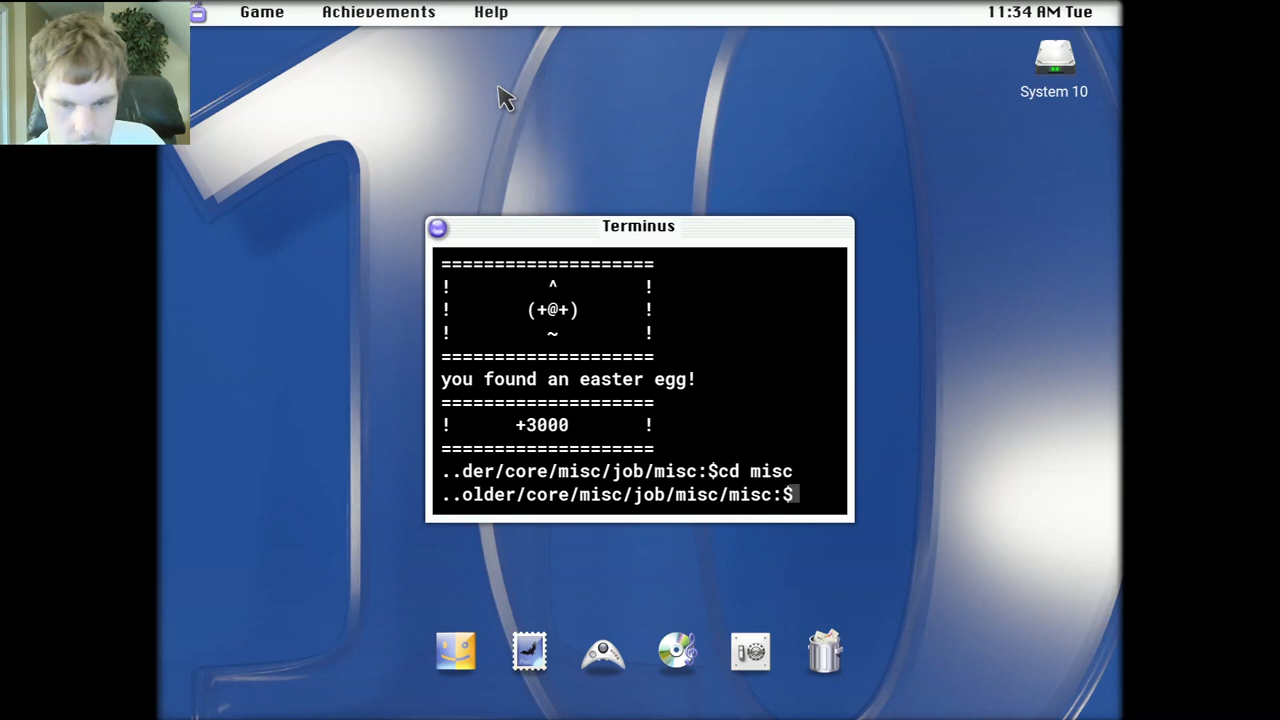 Game Achievements Help 11:34 AM Tue
System 10
Terminus
====================
! ^ !
! (+@+) !
! ~ !
====================
you found an easter egg!
====================
! +3000 !
====================
..der/core/misc/job/misc:$cd misc
..older/core/misc/job/misc/misc:$